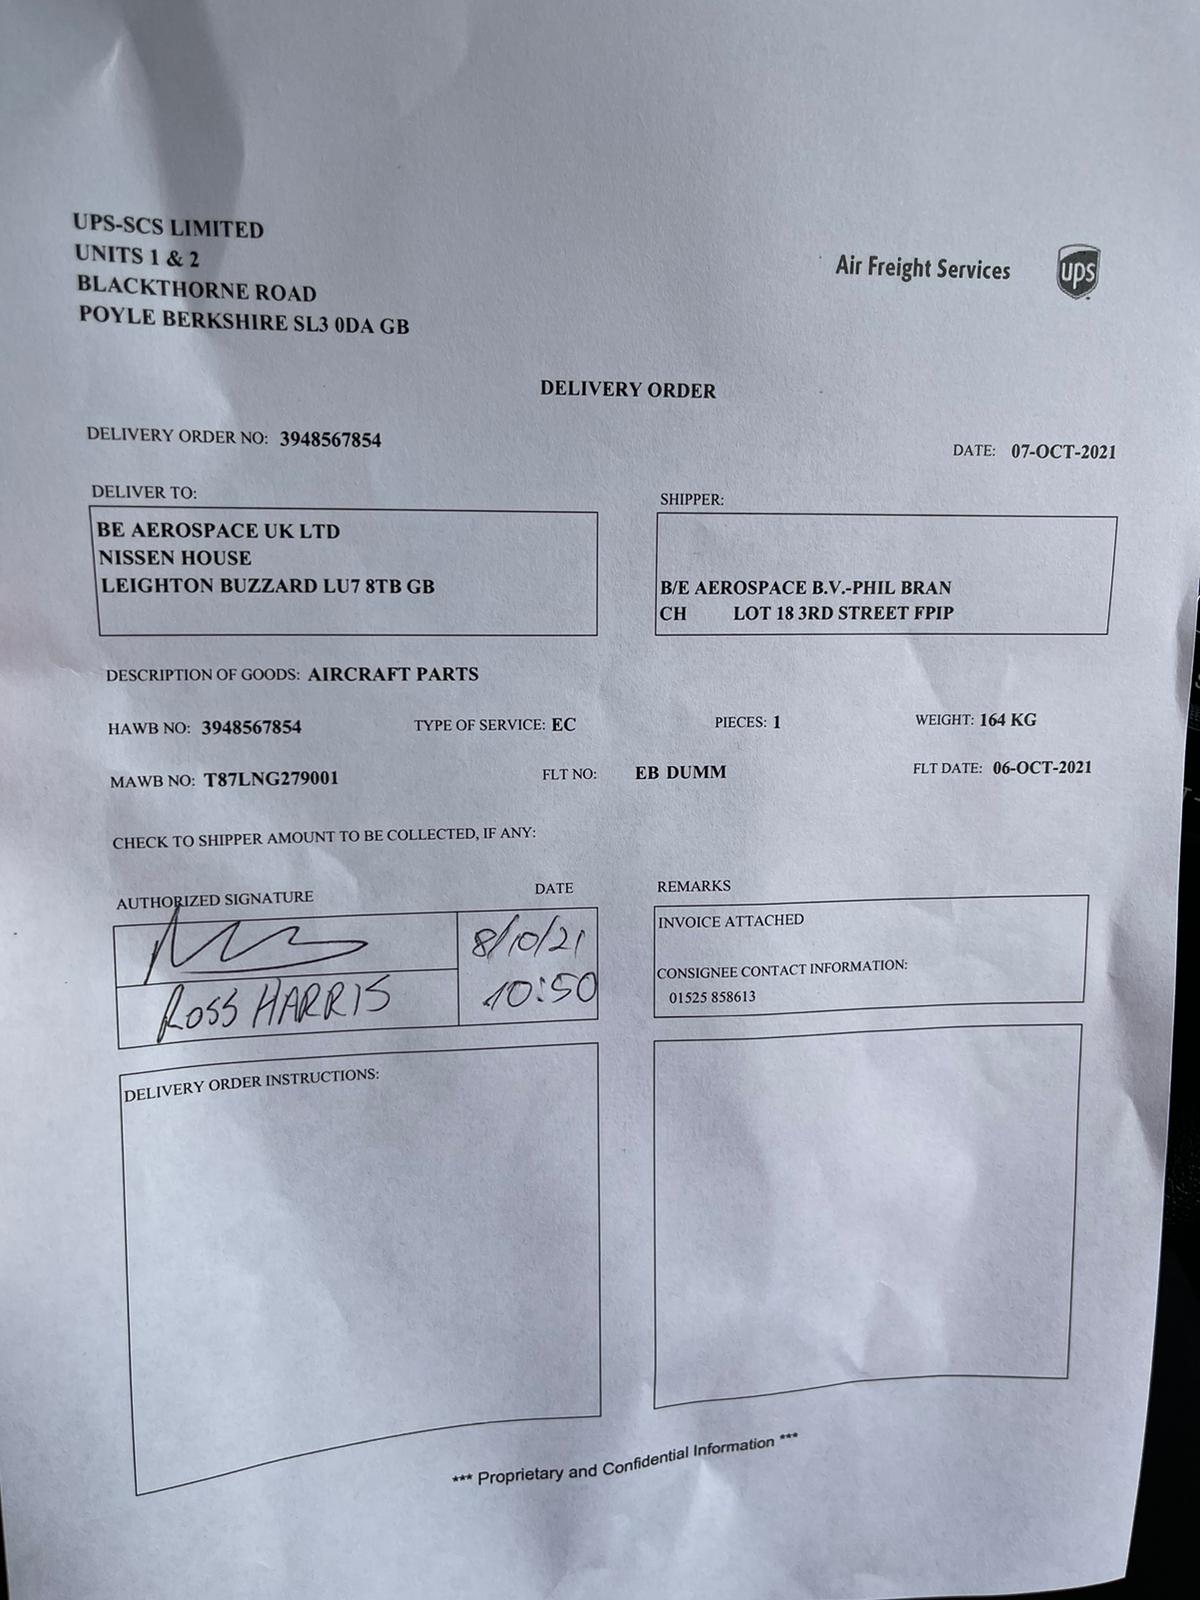 UPS-SCS LIMITED
UNITS 1 & 2
BLACKTHORNE ROAD
POYLE BERKSHIRE SL3 0DA GB
Air Freight Services
ups
DELIVERY ORDER
DELIVERY ORDER NO: 3948567854
DATE: 07-OCT-2021
DELIVER TO:
BE AEROSPACE UK LTD
NISSEN HOUSE
LEIGHTON BUZZARD LU7 8TB GB
SHIPPER:
B/E AEROSPACE B.V.-PHIL BRAN
CH LOT 18 3RD STREET FPIP
DESCRIPTION OF GOODS: AIRCRAFT PARTS
HAWB NO: 3948567854 TYPE OF SERVICE: EC PIECES: 1 WEIGHT: 164 KG
MAWB NO: T87LNG279001 FLT NO: EB DUMM FLT DATE: 06-OCT-2021
CHECK TO SHIPPER AMOUNT TO BE COLLECTED, IF ANY:
AUTHORIZED SIGNATURE DATE
8/10/21
ROSS HARRIS 10:50
REMARKS
INVOICE ATTACHED
CONSIGNEE CONTACT INFORMATION:
01525 858613
DELIVERY ORDER INSTRUCTIONS:
*** Proprietary and Confidential Information ***